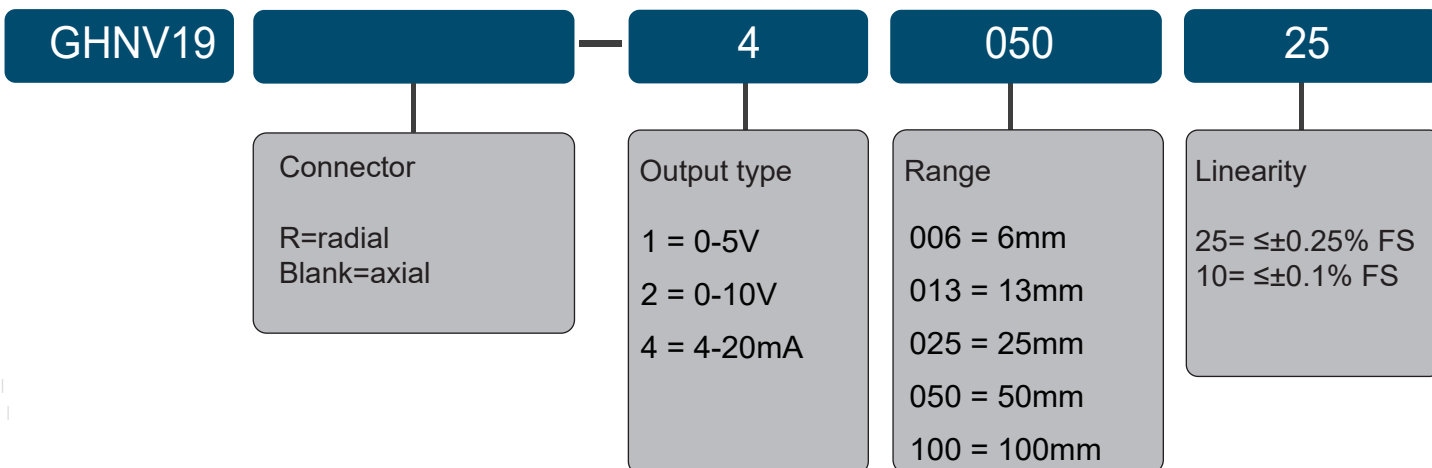 GHNV19 — 4 050 25
Connector
R=radial
Blank=axial
Output type
1 = 0-5V
2 = 0-10V
4 = 4-20mA
Range
006 = 6mm
013 = 13mm
025 = 25mm
050 = 50mm
100 = 100mm
Linearity
25= ≤±0.25% FS
10= ≤±0.1% FS